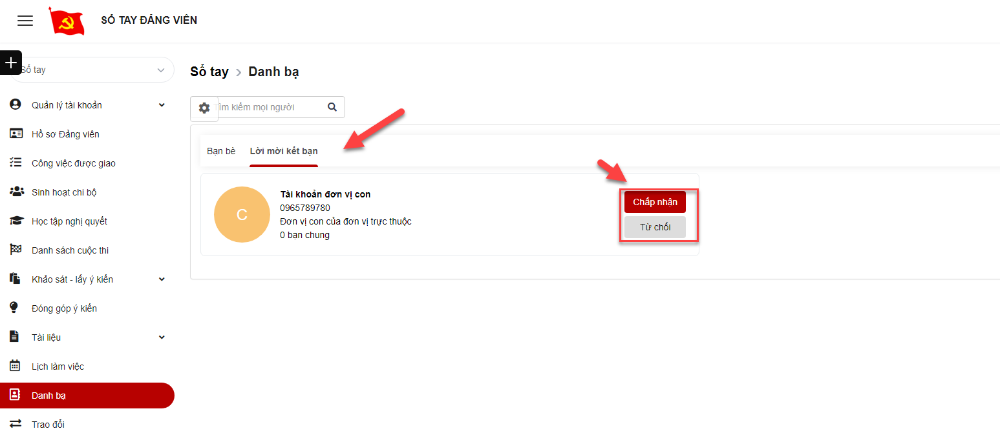 SỔ TAY ĐẢNG VIÊN
Sổ tay
Quản lý tài khoản
Hồ sơ Đảng viên
Công việc được giao
Sinh hoạt chi bộ
Học tập nghị quyết
Danh sách cuộc thi
Khảo sát - lấy ý kiến
Đóng góp ý kiến
Tài liệu
Lịch làm việc
Danh bạ
Trao đổi
Sổ tay > Danh bạ
Tìm kiếm mọi người
Bạn bè Lời mời kết bạn
C
Tài khoản đơn vị con
0965789780
Đơn vị con của đơn vị trực thuộc
0 bạn chung
Chấp nhận
Từ chối